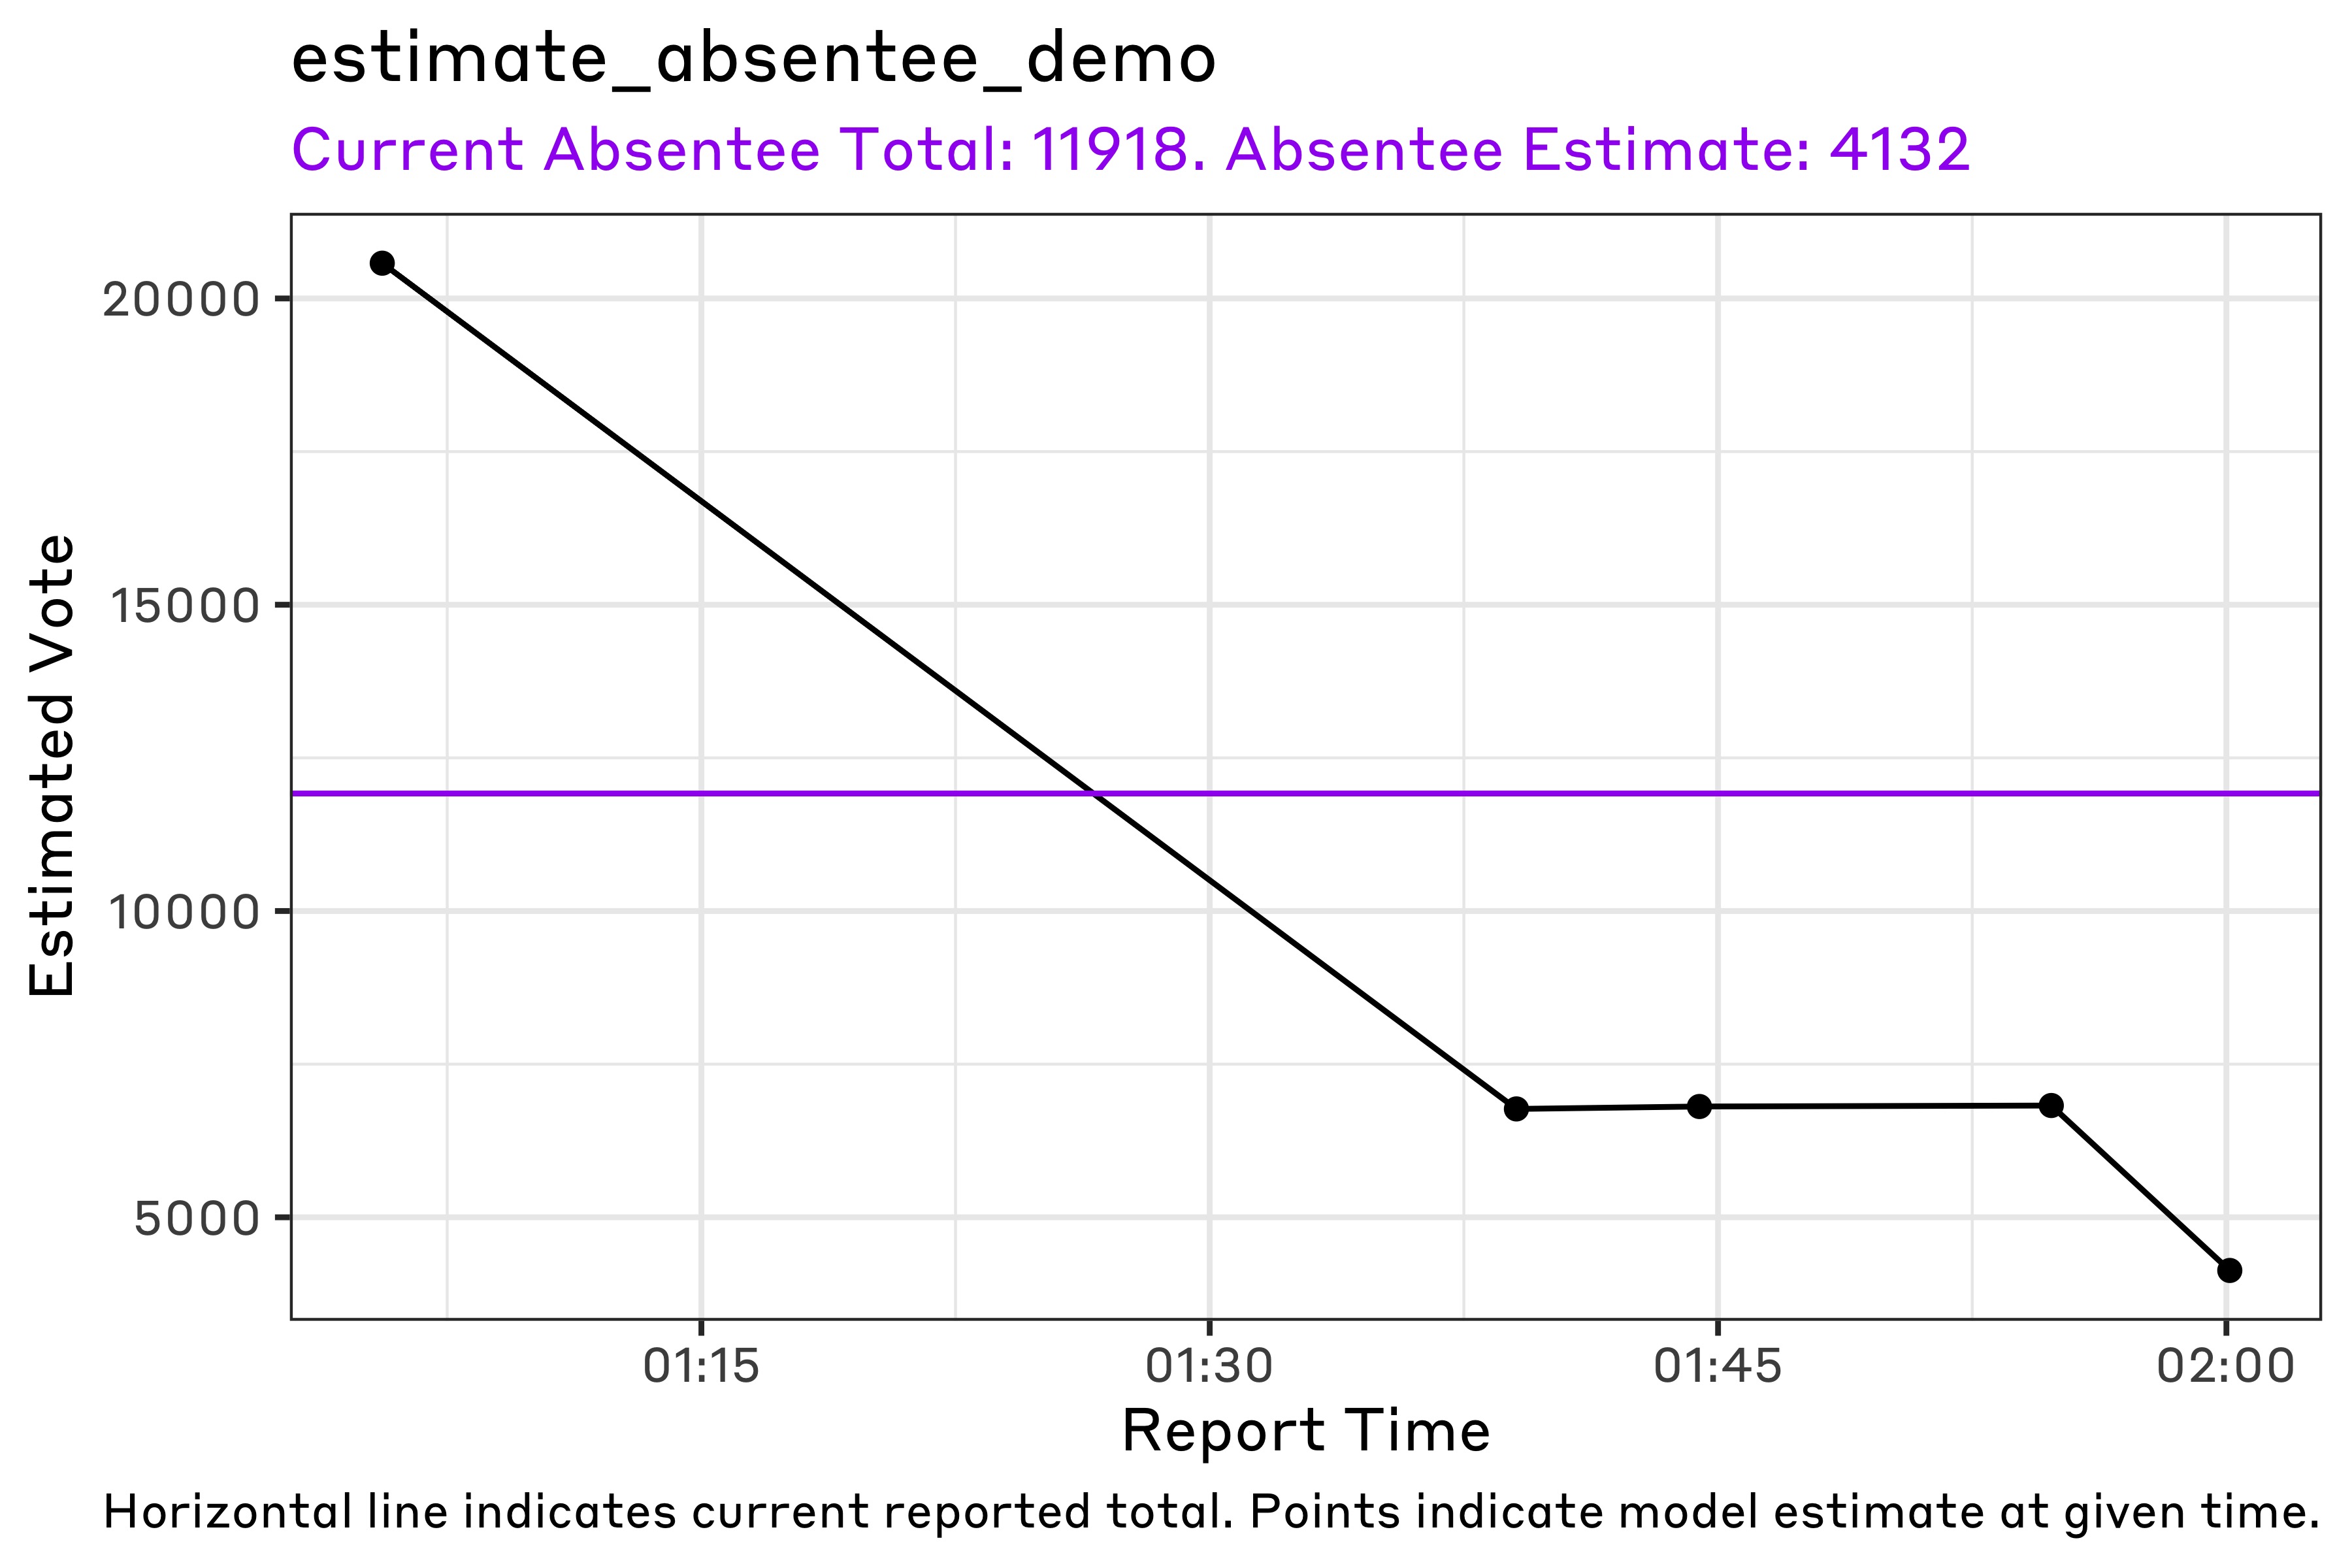 estimate_absentee_demo
Current Absentee Total: 11918. Absentee Estimate: 4132
Estimated Vote
20000
15000
10000
5000
01:15
01:30
01:45
02:00
Report Time
Horizontal line indicates current reported total. Points indicate model estimate at given time.